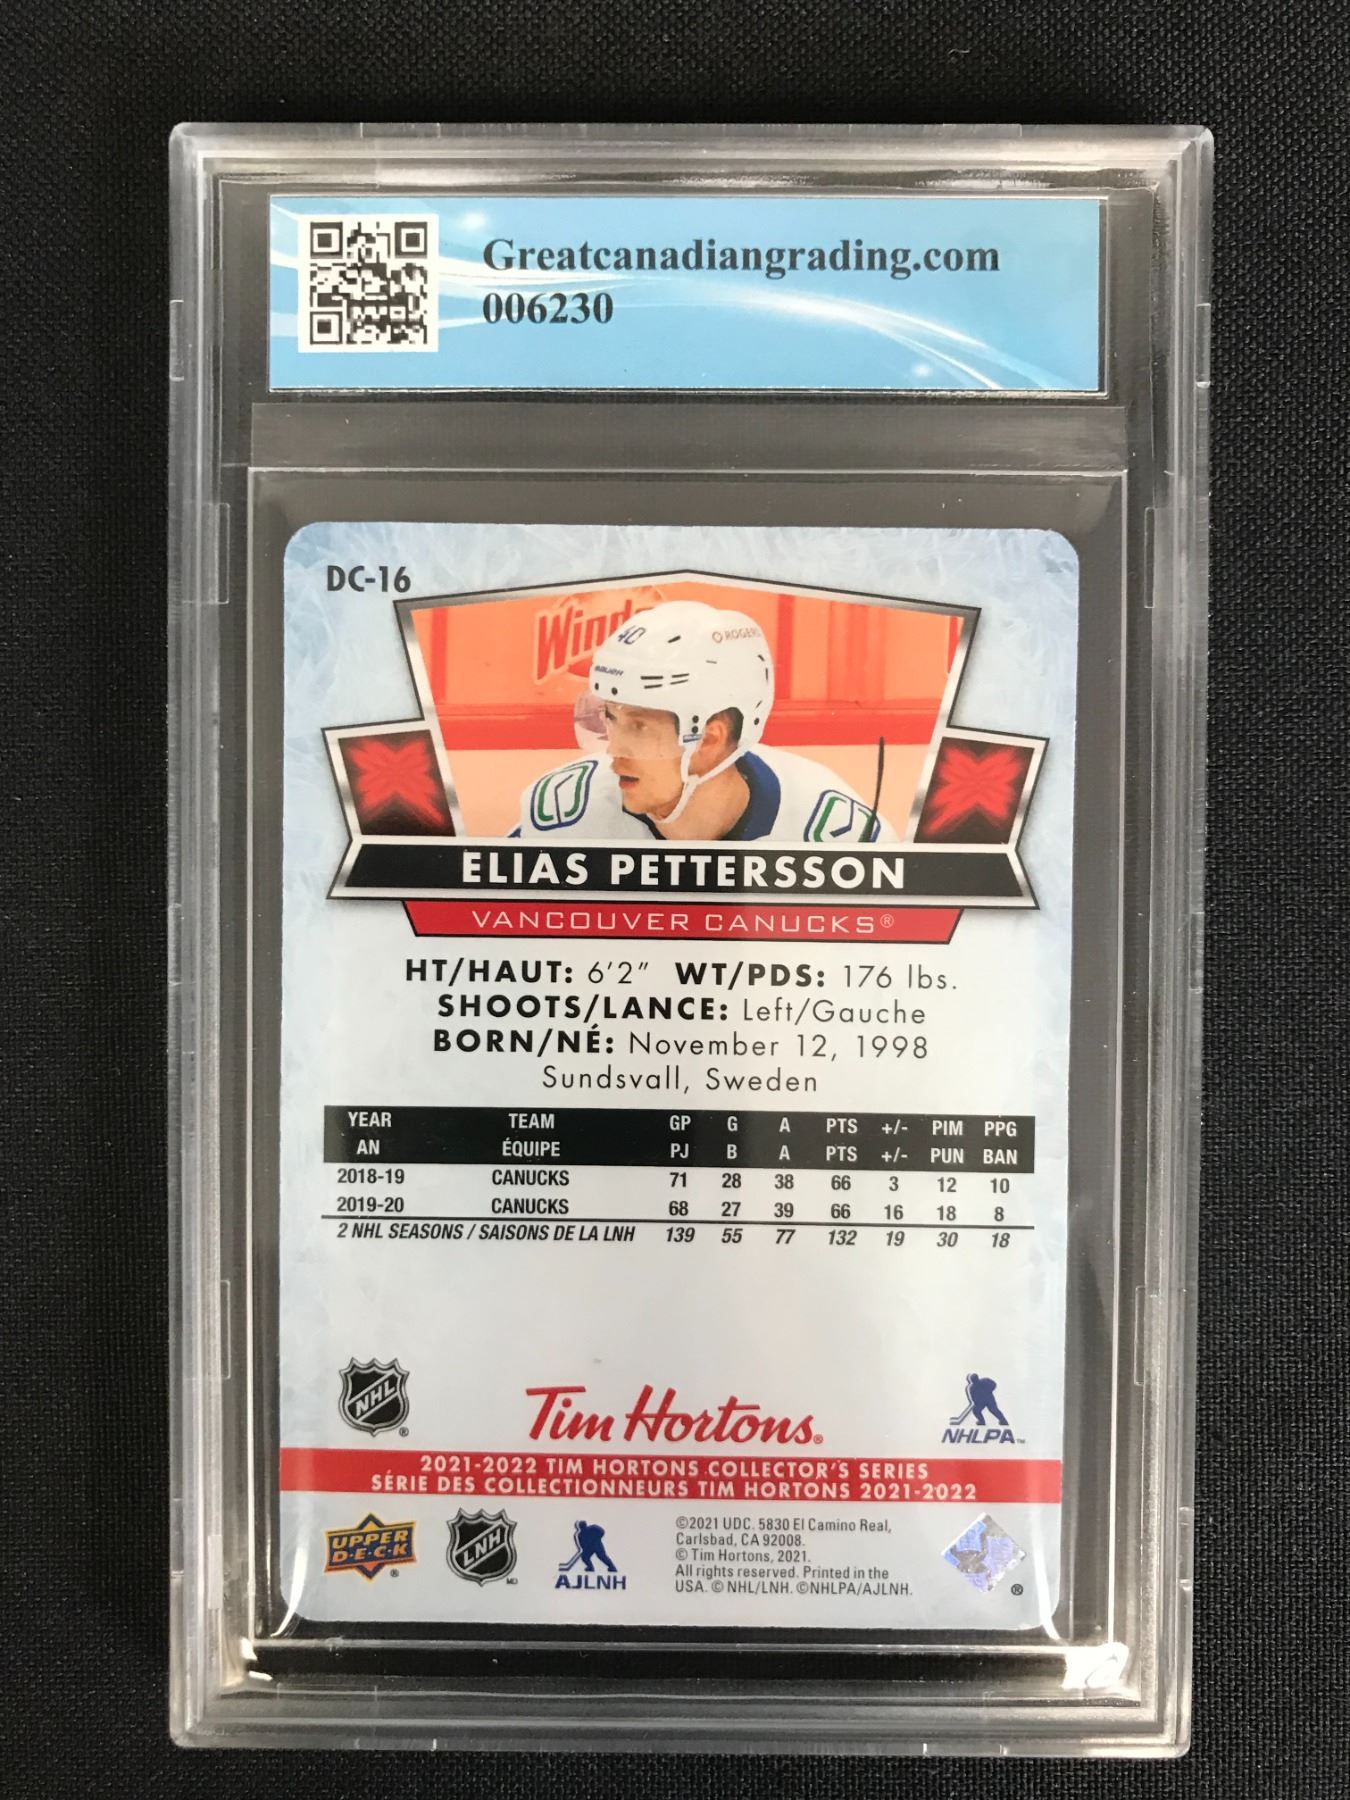 Greatcanadiangrading.com
006230
DC-16
40
BAUER
ROGERS
ELIAS PETTERSSON
VANCOUVER CANUCKS®
HT/HAUT: 6'2" WT/PDS: 176 lbs.
SHOOTS/LANCE: Left/Gauche
BORN/NÉ: November 12, 1998
Sundsvall, Sweden
YEAR TEAM GP G A PTS +/- PIM PPG
AN ÉQUIPE PJ B A PTS +/- PUN BAN
2018-19 CANUCKS 71 28 38 66 3 12 10
2019-20 CANUCKS 68 27 39 66 16 18 8
2 NHL SEASONS / SAISONS DE LA LNH 139 55 77 132 19 30 18
NHL®
Tim Hortons®
NHLPA™
2021-2022 TIM HORTONS COLLECTOR'S SERIES
SÉRIE DES COLLECTIONNEURS TIM HORTONS 2021-2022
UPPER
D·E·C·K®
LNH
AJLNH
©2021 UDC. 5830 El Camino Real,
Carlsbad, CA 92008.
© Tim Hortons, 2021.
All rights reserved. Printed in the
USA. © NHL/LNH. ©NHLPA/AJLNH.
®